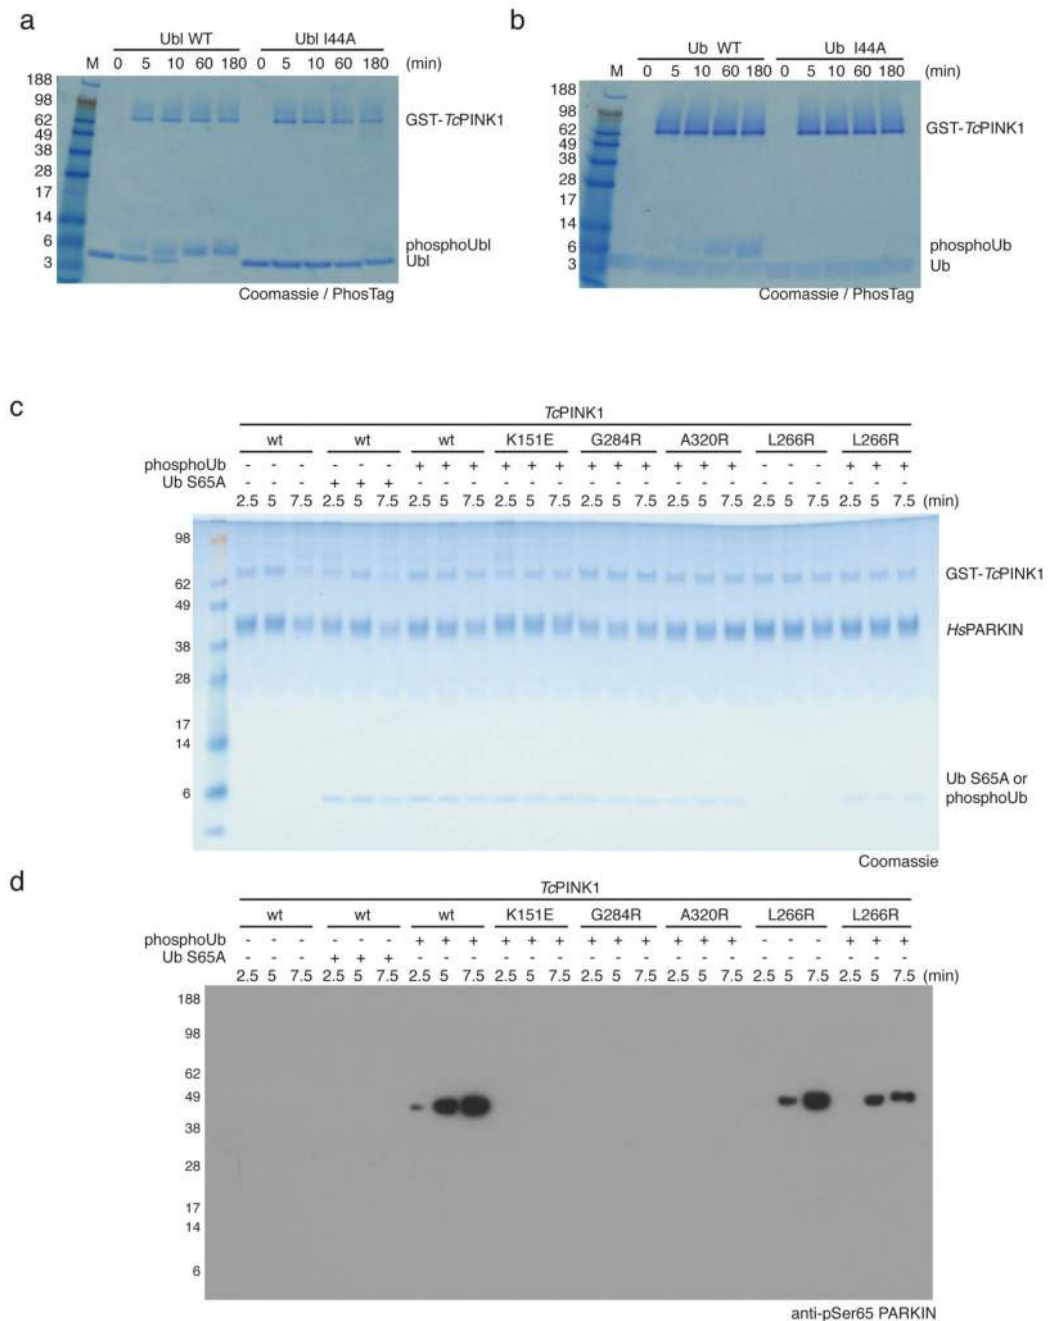 a
Ubl WT Ubl I44A
M 0 5 10 60 180 0 5 10 60 180 (min)
188
98
62
49
38
28
17
14
6
3
GST-TcPINK1
phosphoUbl
Ubl
Coomassie / PhosTag
b
Ub WT Ub I44A
M 0 5 10 60 180 0 5 10 60 180 (min)
188
98
62
49
38
28
17
14
6
3
GST-TcPINK1
phosphoUb
Ub
Coomassie / PhosTag
c
TcPINK1
wt wt wt K151E G284R A320R L266R L266R
phosphoUb - - - - - - + + + + + + + + + + + + - - - + + +
Ub S65A - - - + + + - - - - - - - - - - - - - - - - - -
2.5 5 7.5 2.5 5 7.5 2.5 5 7.5 2.5 5 7.5 2.5 5 7.5 2.5 5 7.5 2.5 5 7.5 2.5 5 7.5 (min)
98
62
49
38
28
17
14
6
GST-TcPINK1
HsPARKIN
Ub S65A or
phosphoUb
Coomassie
d
TcPINK1
wt wt wt K151E G284R A320R L266R L266R
phosphoUb - - - - - - + + + + + + + + + + + + - - - + + +
Ub S65A - - - + + + - - - - - - - - - - - - - - - - - -
2.5 5 7.5 2.5 5 7.5 2.5 5 7.5 2.5 5 7.5 2.5 5 7.5 2.5 5 7.5 2.5 5 7.5 2.5 5 7.5 (min)
188
98
62
49
38
28
17
14
6
anti-pSer65 PARKIN